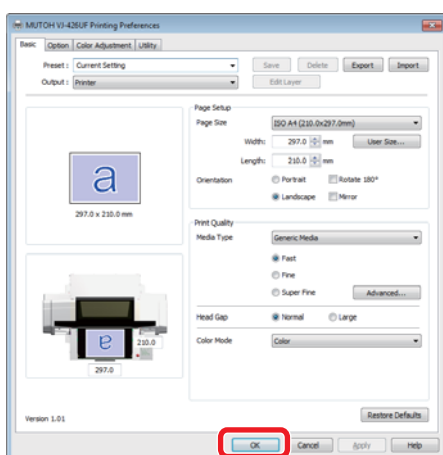 MUTOH VJ-426UF Printing Preferences
Basic Option Color Adjustment Utility
Preset : Current Setting Save Delete Export Import
Output : Printer Edit Layer
Page Setup
Page Size ISO A4 (210.0x297.0mm)
Width: 297.0 mm User Size...
Length: 210.0 mm
Orientation Portrait Rotate 180°
Landscape Mirror
a
297.0 x 210.0 mm
Print Quality
Media Type Generic Media
Fast
Fine
Super Fine Advanced...
Head Gap Normal Large
Color Mode Color
a 210.0
297.0
Version 1.01 Restore Defaults
OK Cancel Apply Help